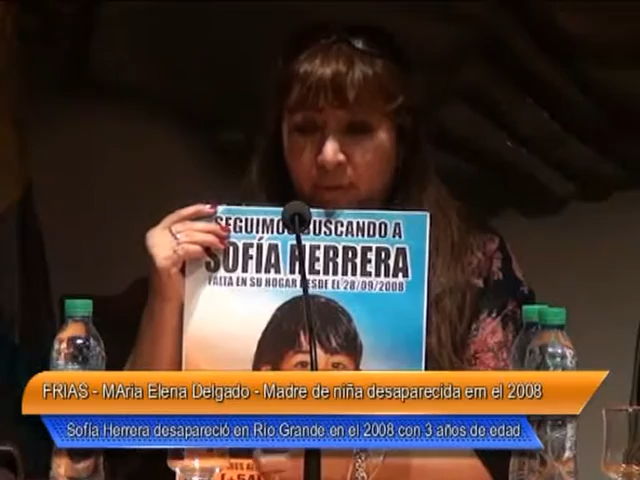 SEGUIMOS BUSCANDO A
SOFÍA HERRERA
FALTA EN SU HOGAR DESDE EL 28/09/2008
FRIAS - MAria Elena Delgado - Madre de niña desaparecida em el 2008
Sofía Herrera desapareció en Río Grande en el 2008 con 3 años de edad